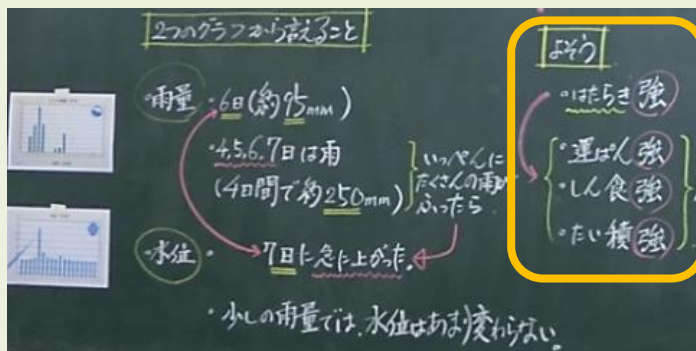 2つのグラフから言えること
雨量 ・6日(約95mm)
・4,5,6,7日は雨
(4日間で約250mm)
いっぺんに
たくさんの雨が
ふったら
水位 ・7日に急に上がった。
・少しの雨量では、水位はあまり変わらない。
よそう
・はたらき 強
・運ぱん 強
・しん食 強
・たい積 強